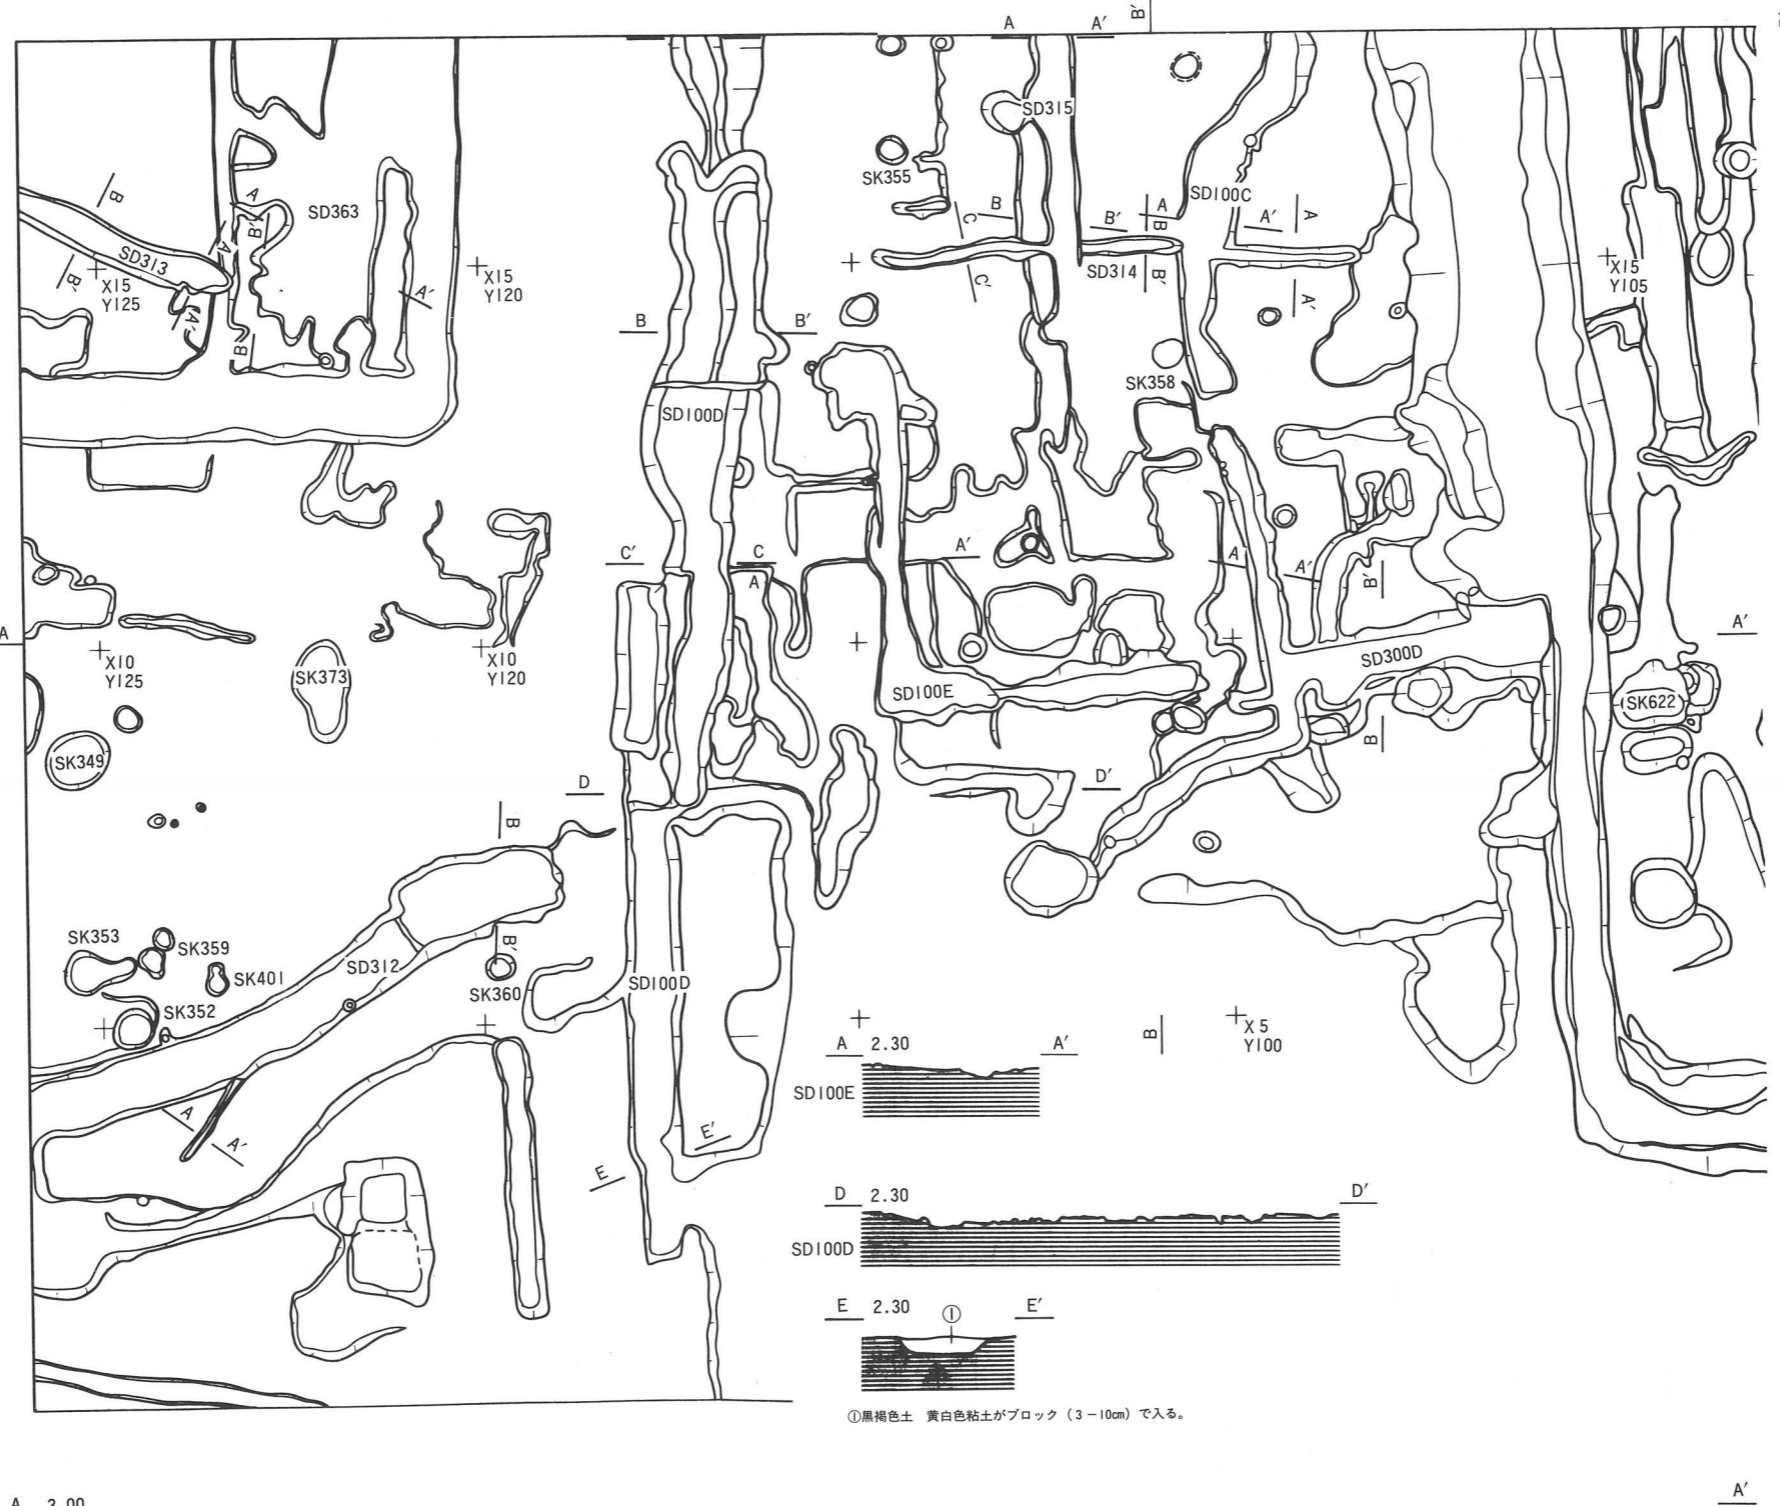 A
A′
B′
SD315
SK355
SD363
SD100C
B
A
B′
C
B
B′
A
B
A′
A
SD313
A
SD314
B′
C′
A′
X15
Y125
X15
Y120
X15
Y105
B′
A′
A′
B
B
B′
SK358
SD100D
C′
C
A′
A
A
A′
B′
A
A′
X10
Y125
X10
Y120
SK373
SD100E
SD300D
SK622
B
SK349
D
D′
B
SK353
SK359
SK401
SD312
B′
SK360
SD100D
SK352
A 2.30 A′
B
X5
Y100
SD100E
A
A′
E′
E
D 2.30 D′
SD100D
E 2.30 ① E′
①黒褐色土 黄白色粘土がブロック（3－10cm）で入る。
A 3.00
A′